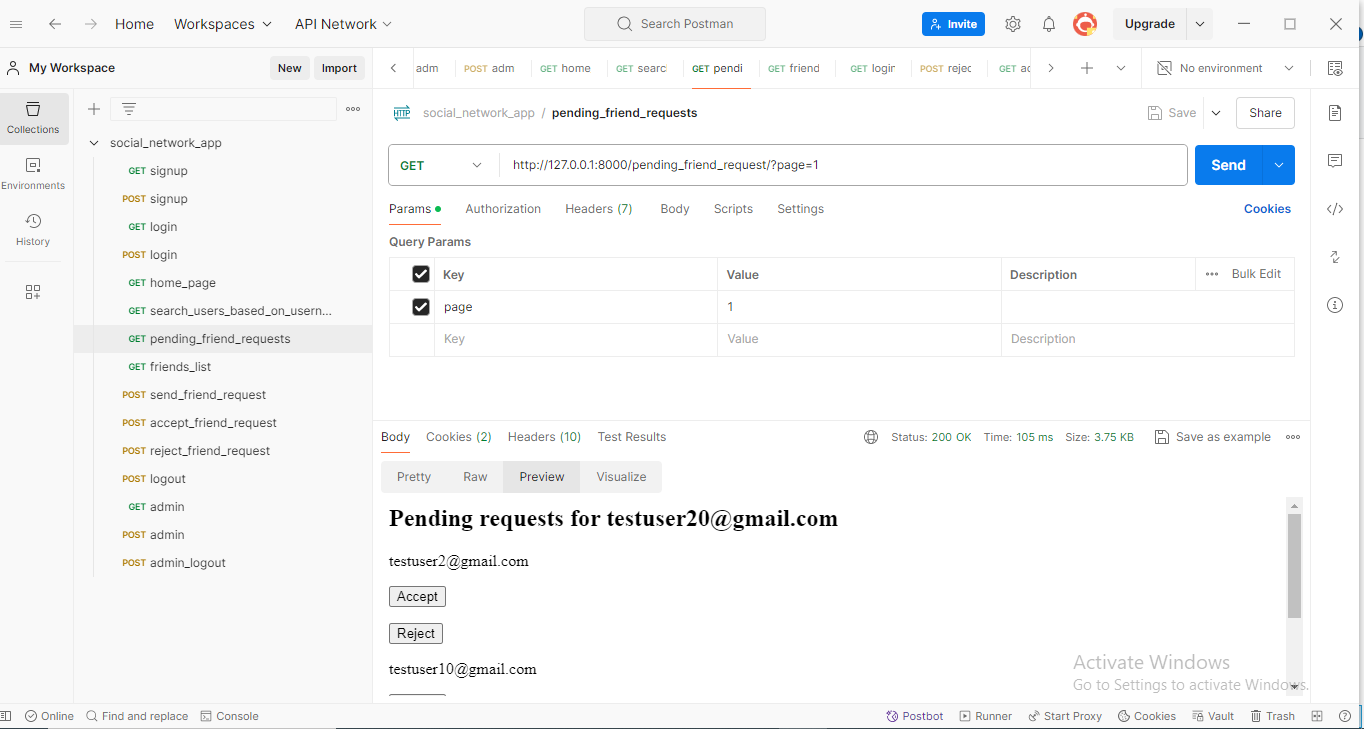 Home Workspaces API Network Search Postman Invite Upgrade
My Workspace New Import adm POST adm GET home GET searc GET pendi GET friend GET login POST rejec GET ac No environment
Collections
Environments
History
social_network_app
GET signup
POST signup
GET login
POST login
GET home_page
GET search_users_based_on_usern...
GET pending_friend_requests
GET friends_list
POST send_friend_request
POST accept_friend_request
POST reject_friend_request
POST logout
GET admin
POST admin
POST admin_logout
HTTP social_network_app / pending_friend_requests Save Share
GET http://127.0.0.1:8000/pending_friend_request/?page=1 Send
Params Authorization Headers (7) Body Scripts Settings Cookies
Query Params
Key Value Description Bulk Edit
page 1
Key Value Description
Body Cookies (2) Headers (10) Test Results Status: 200 OK Time: 105 ms Size: 3.75 KB Save as example
Pretty Raw Preview Visualize
Pending requests for testuser20@gmail.com
testuser2@gmail.com
Accept
Reject
testuser10@gmail.com
Activate Windows
Go to Settings to activate Windows.
Online Find and replace Console Postbot Runner Start Proxy Cookies Vault Trash